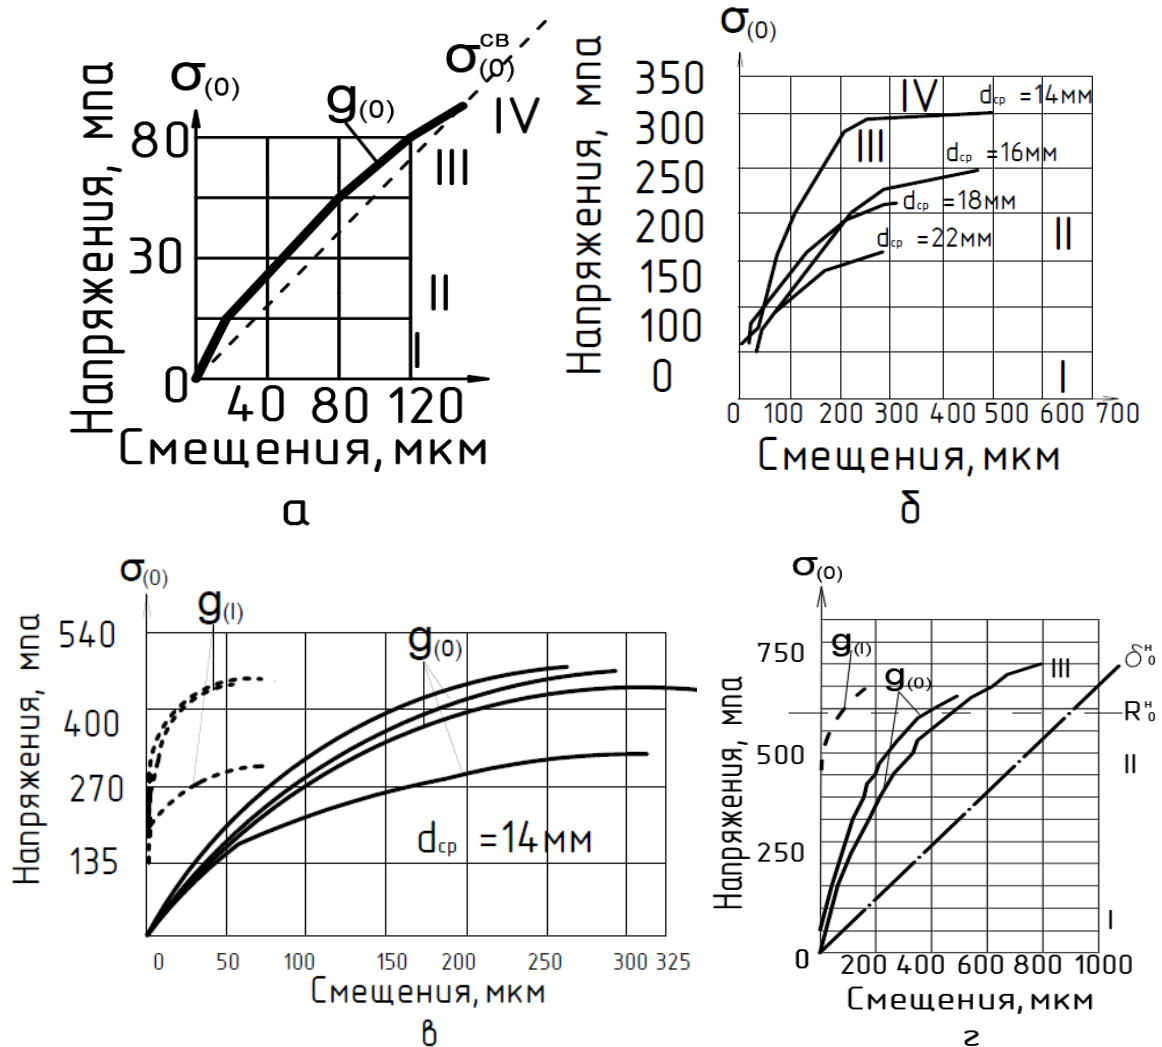 σ(0)
Напряжения, мпа
g(0)
σ(0)св
IV
III
II
I
80
30
0
40 80 120
Смещения, мкм
а
σ(0)
Напряжения, мпа
350
300
250
200
150
100
0
IV
III
II
I
dср =14мм
dср =16мм
dср =18мм
dср =22мм
0 100 200 300 400 500 600 700
Смещения, мкм
б
σ(0)
Напряжения, мпа
g(l)
g(0)
540
400
270
135
dср =14мм
0 50 100 150 200 250 300 325
Смещения, мкм
в
σ(0)
Напряжения, мпа
g(l)
g(0)
750
500
250
0
III
δ0н
R0н
II
I
200 400 600 800 1000
Смещения, мкм
г